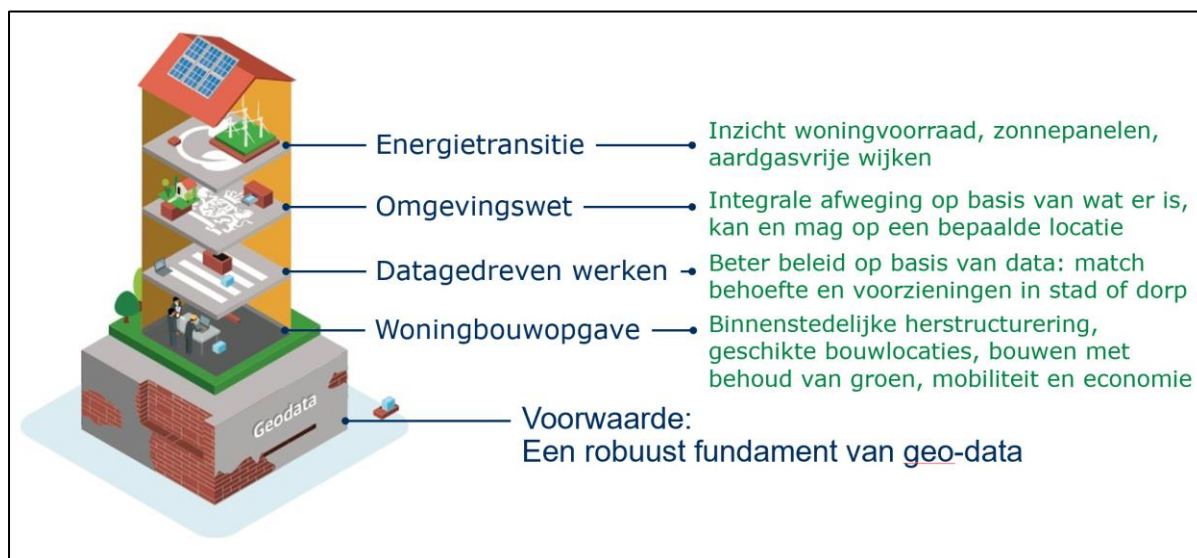 Energietransitie
Inzicht woningvoorraad, zonnepanelen,
aardgasvrije wijken
Omgevingswet
Integrale afweging op basis van wat er is,
kan en mag op een bepaalde locatie
Datagedreven werken
Beter beleid op basis van data: match
behoefte en voorzieningen in stad of dorp
Woningbouwopgave
Binnenstedelijke herstructurering,
geschikte bouwlocaties, bouwen met
behoud van groen, mobiliteit en economie
Geodata
Voorwaarde:
Een robuust fundament van geo-data